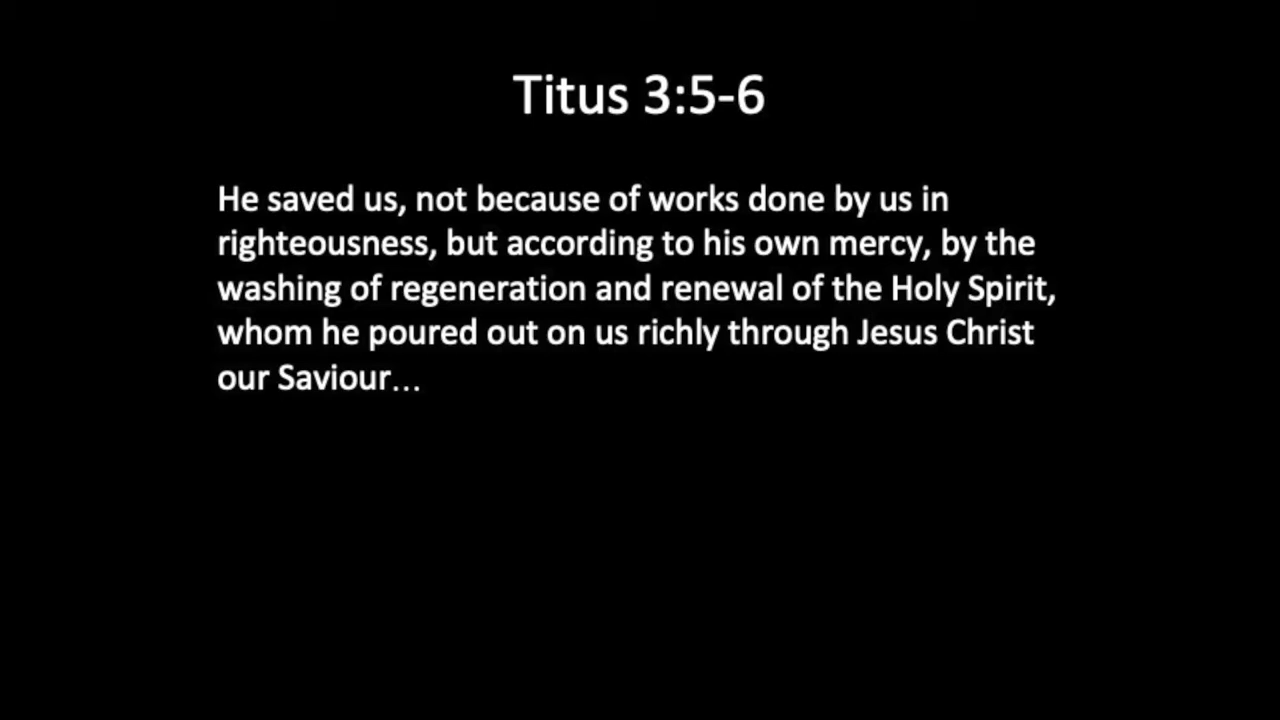 Titus 3:5-6
He saved us, not because of works done by us in
righteousness, but according to his own mercy, by the
washing of regeneration and renewal of the Holy Spirit,
whom he poured out on us richly through Jesus Christ
our Saviour…